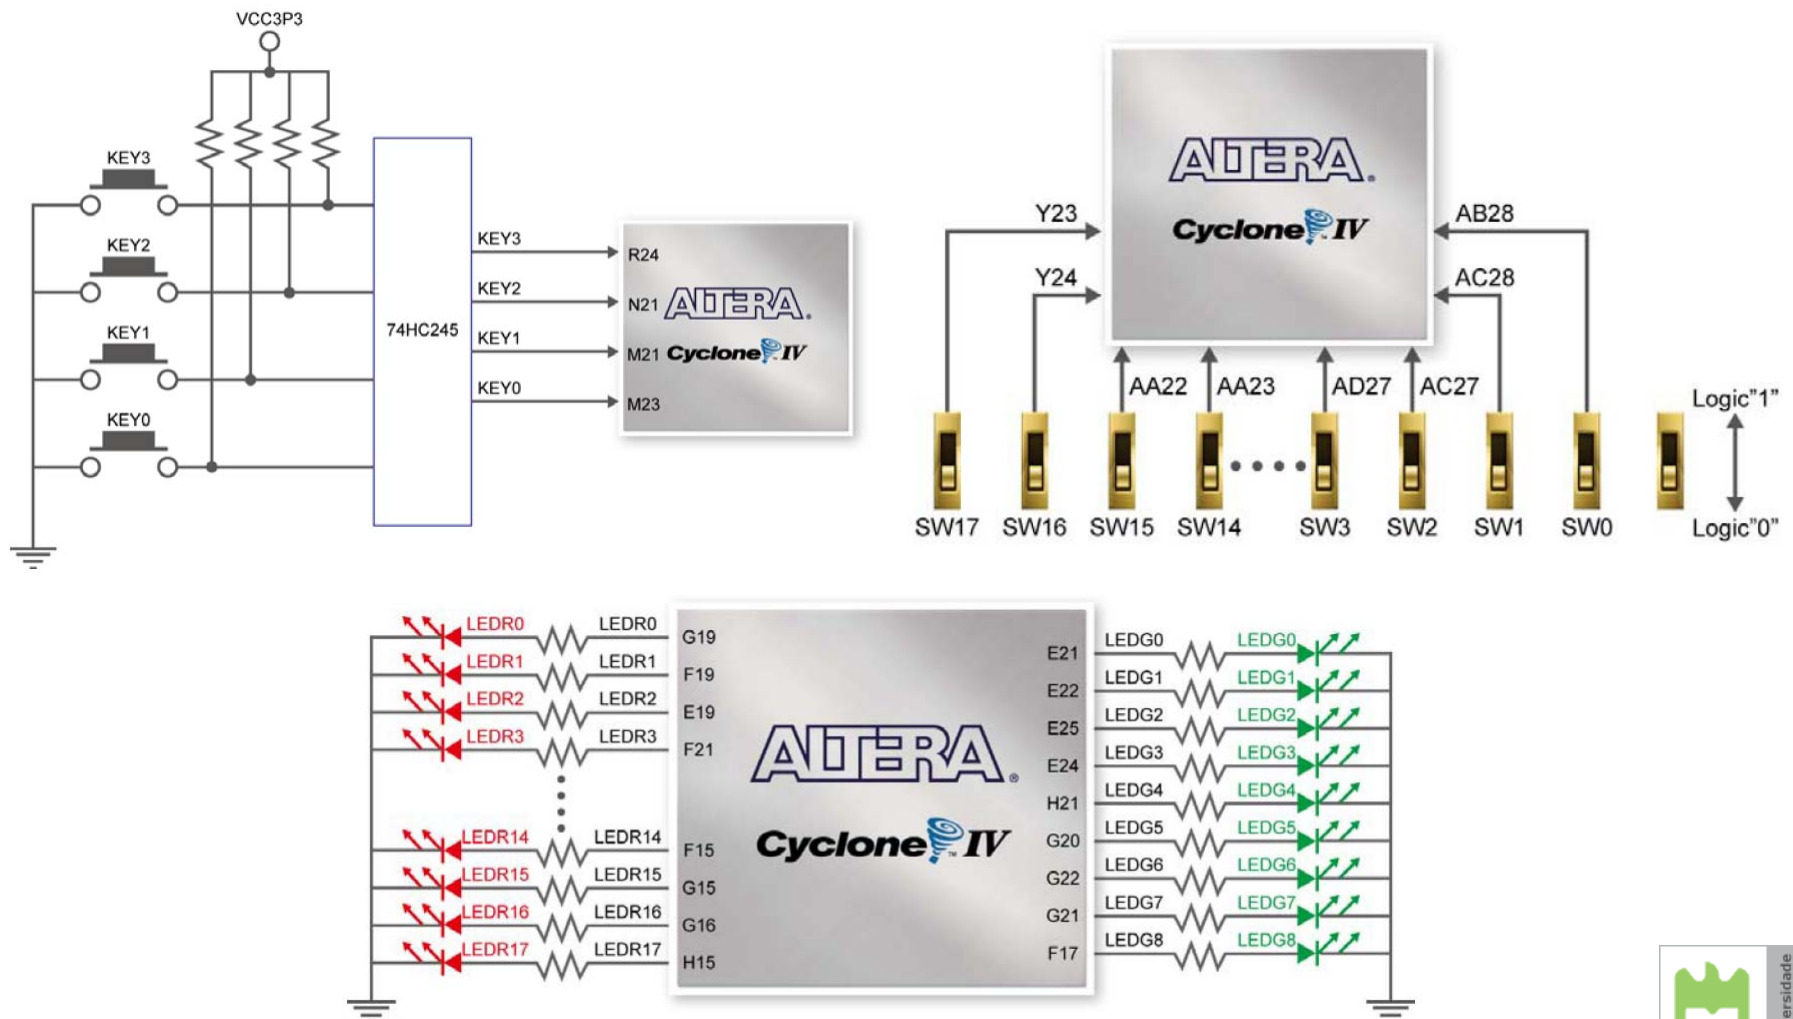 VCC3P3
KEY3
KEY2
KEY1
KEY0
74HC245
KEY3
KEY2
KEY1
KEY0
R24
N21
M21
M23
ALTERA®
Cyclone™ IV
Y23
Y24
AB28
AC28
ALTERA®
Cyclone™ IV
AA22
AA23
AD27
AC27
Logic"1"
Logic"0"
SW17
SW16
SW15
SW14
SW3
SW2
SW1
SW0
LEDR0 LEDR0 G19
LEDR1 LEDR1 F19
LEDR2 LEDR2 E19
LEDR3 LEDR3 F21
LEDR14 LEDR14 F15
LEDR15 LEDR15 G15
LEDR16 LEDR16 G16
LEDR17 LEDR17 H15
ALTERA®
Cyclone™ IV
E21 LEDG0 LEDG0
E22 LEDG1 LEDG1
E25 LEDG2 LEDG2
E24 LEDG3 LEDG3
H21 LEDG4 LEDG4
G20 LEDG5 LEDG5
G22 LEDG6 LEDG6
G21 LEDG7 LEDG7
F17 LEDG8 LEDG8
ersidade